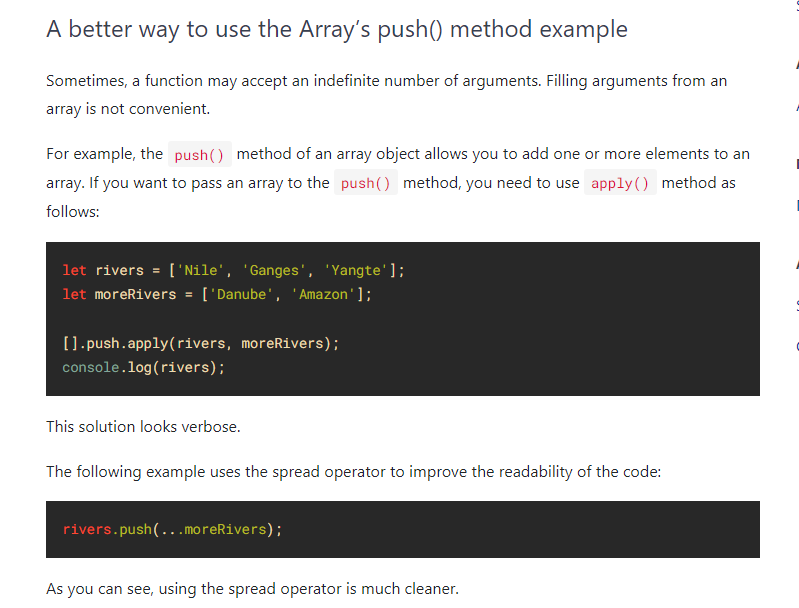 A better way to use the Array’s push() method example
Sometimes, a function may accept an indefinite number of arguments. Filling arguments from an
array is not convenient.
For example, the push() method of an array object allows you to add one or more elements to an
array. If you want to pass an array to the push() method, you need to use apply() method as
follows:
let rivers = ['Nile', 'Ganges', 'Yangte'];
let moreRivers = ['Danube', 'Amazon'];
[].push.apply(rivers, moreRivers);
console.log(rivers);
This solution looks verbose.
The following example uses the spread operator to improve the readability of the code:
rivers.push(...moreRivers);
As you can see, using the spread operator is much cleaner.